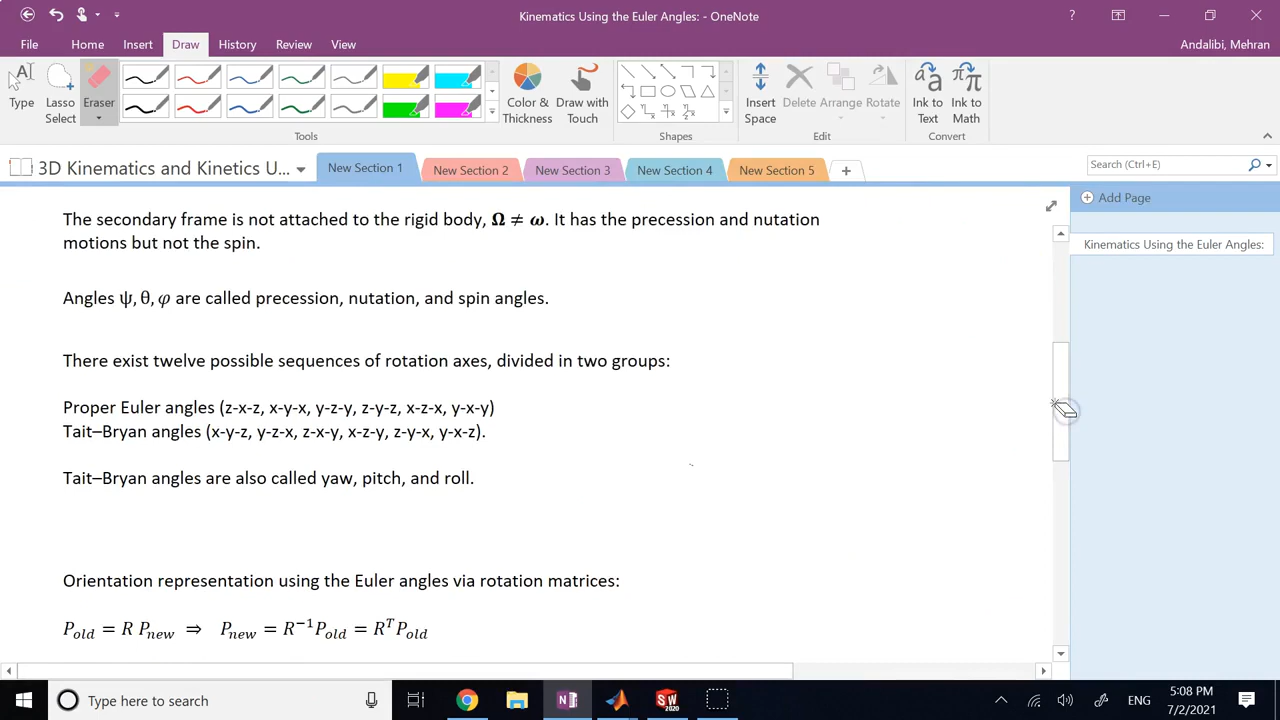 Kinematics Using the Euler Angles: - OneNote
?
File Home Insert Draw History Review View
Andalibi, Mehran
Type Lasso Select Eraser Color & Thickness Draw with Touch Insert Space Delete Arrange Rotate Ink to Text Ink to Math
Tools Shapes Edit Convert
3D Kinematics and Kinetics U... New Section 1 New Section 2 New Section 3 New Section 4 New Section 5 +
Search (Ctrl+E)
Add Page
Kinematics Using the Euler Angles:
The secondary frame is not attached to the rigid body, Ω ≠ ω. It has the precession and nutation
motions but not the spin.
Angles ψ, θ, φ are called precession, nutation, and spin angles.
There exist twelve possible sequences of rotation axes, divided in two groups:
Proper Euler angles (z-x-z, x-y-x, y-z-y, z-y-z, x-z-x, y-x-y)
Tait–Bryan angles (x-y-z, y-z-x, z-x-y, x-z-y, z-y-x, y-x-z).
Tait–Bryan angles are also called yaw, pitch, and roll.
Orientation representation using the Euler angles via rotation matrices:
P_old = R P_new ⇒ P_new = R^−1 P_old = R^T P_old
Type here to search
ENG
5:08 PM
7/2/2021